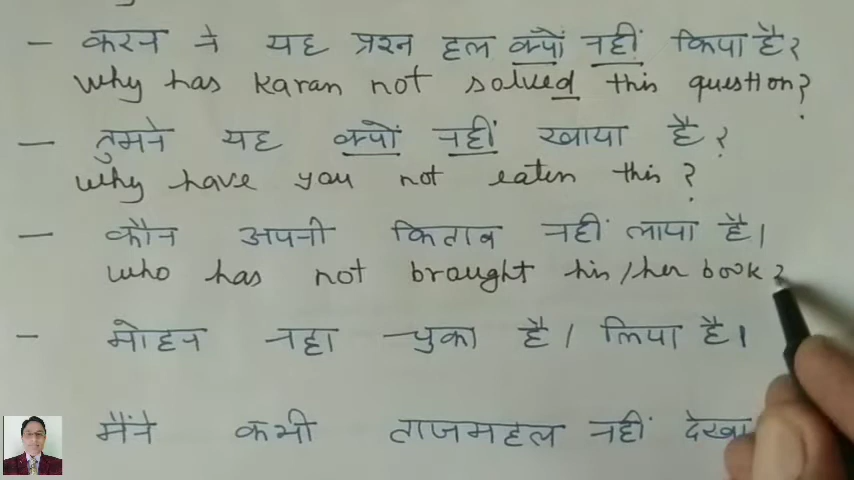 - करन ने यह प्रश्न हल क्यों नहीं किया है?
why has karan not solved this question?
- तुमने यह क्यों नहीं खाया है?
why have you not eaten this?
- कौन अपनी किताब नहीं लाया है।
who has not brought his/her book?
- मोहन नहा चुका है/लिया है।
मैंने कभी ताजमहल नहीं देखा